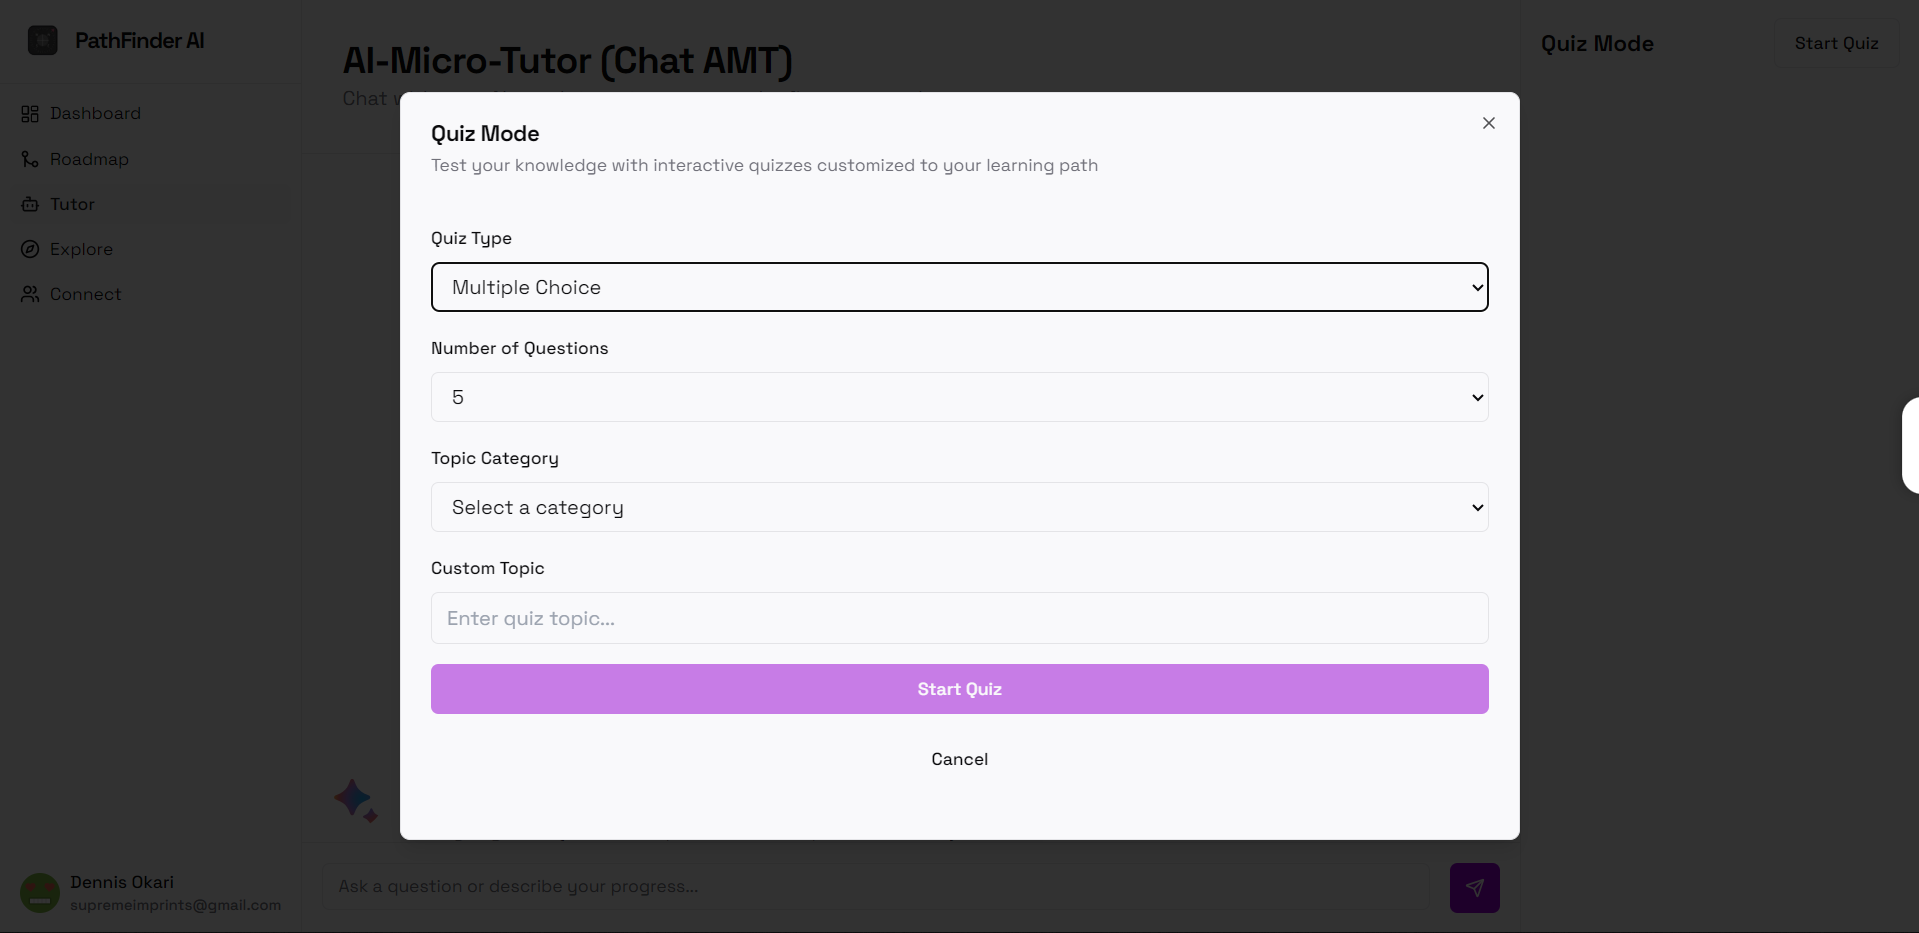 PathFinder AI
Dashboard
Roadmap
Tutor
Explore
Connect
Dennis Okari
supremeimprints@gmail.com
AI-Micro-Tutor (Chat AMT)
Chat
Quiz Mode
Test your knowledge with interactive quizzes customized to your learning path
Quiz Type
Multiple Choice
Number of Questions
5
Topic Category
Select a category
Custom Topic
Enter quiz topic...
Start Quiz
Cancel
Ask a question or describe your progress...
Quiz Mode
Start Quiz